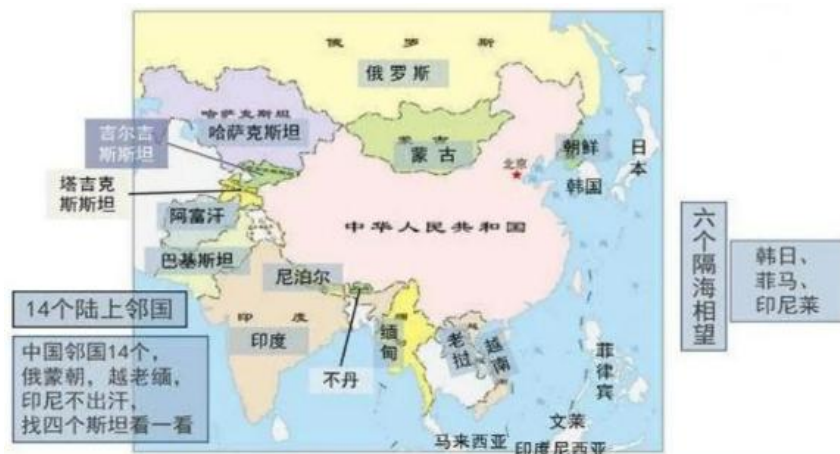 俄 罗 斯
俄罗斯
哈萨克斯坦
哈萨克斯坦
吉尔吉
斯斯坦
蒙 古
蒙 古
朝鲜
日本
北京
韩国
塔吉克
斯斯坦
阿富汗
中华人民共和国
巴基斯坦
尼泊尔
六个隔海相望
韩日、
菲马、
印尼莱
14个陆上邻国
印 度
印度
缅甸
老挝
越南
不丹
菲律宾
中国邻国14个，
俄蒙朝，越老缅，
印尼不出汗，
找四个斯坦看一看
文莱
马来西亚
印度尼西亚